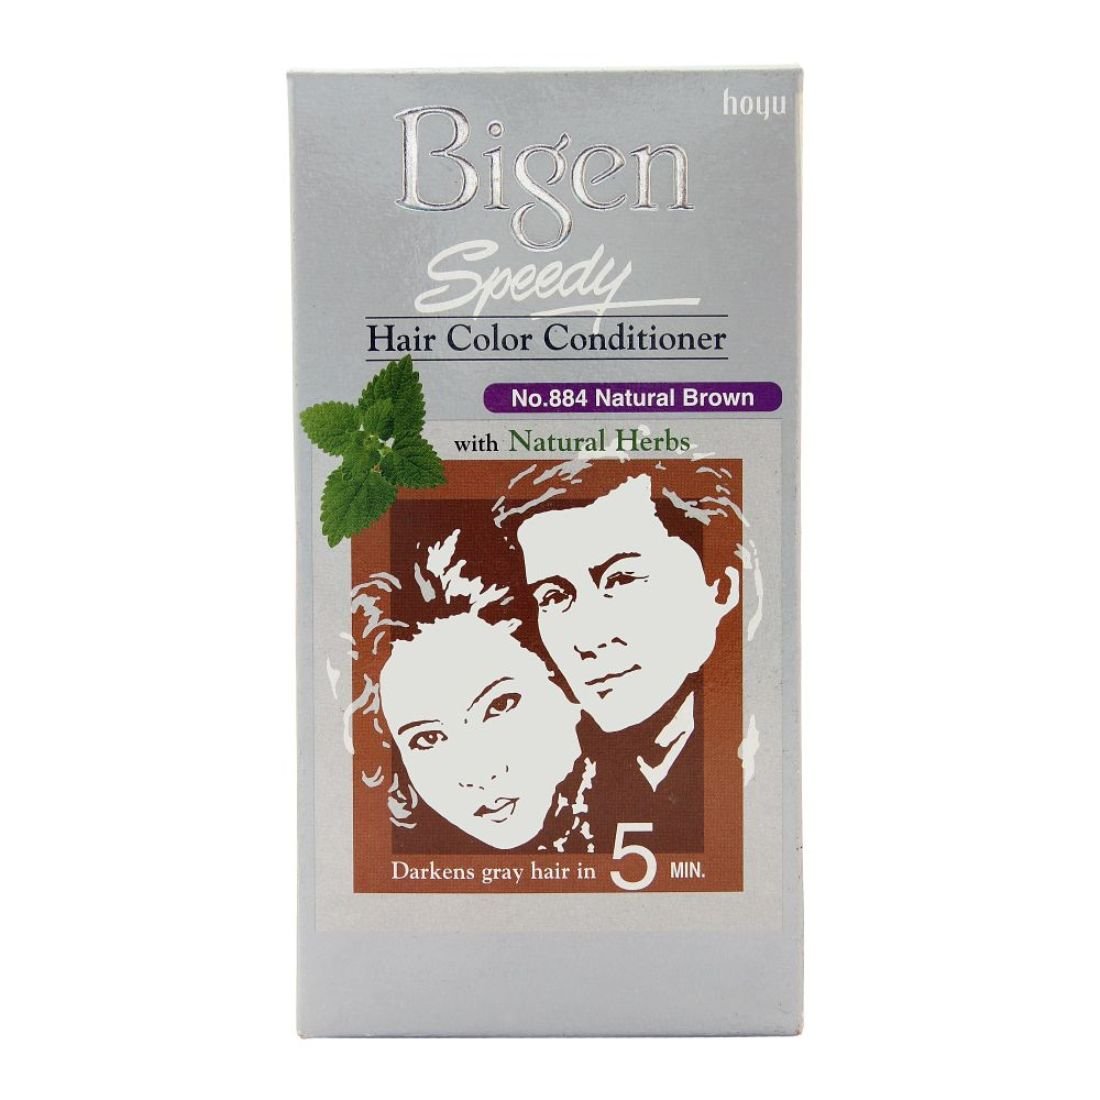 hoyu
Bigen
Speedy
Hair Color Conditioner
No.884 Natural Brown
with Natural Herbs
Darkens gray hair in 5 MIN.